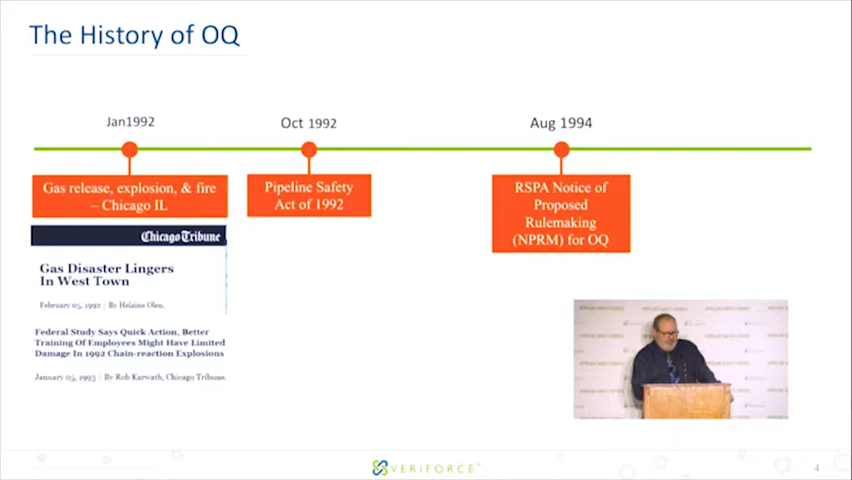 The History of OQ
Jan1992
Oct 1992
Aug 1994
Gas release, explosion, & fire
– Chicago IL
Pipeline Safety
Act of 1992
RSPA Notice of
Proposed
Rulemaking
(NPRM) for OQ
Chicago Tribune
Gas Disaster Lingers
In West Town
February 05, 1992 | By Helaine Olen.
Federal Study Says Quick Action, Better
Training Of Employees Might Have Limited
Damage In 1992 Chain-reaction Explosions
January 05, 1993 | By Rob Karwath, Chicago Tribune.
VERIFORCE™
4